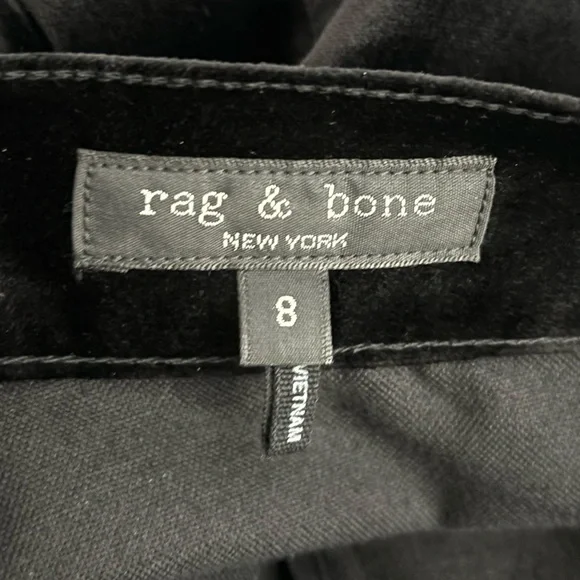 rag & bone
NEW YORK
8
VIETNAM